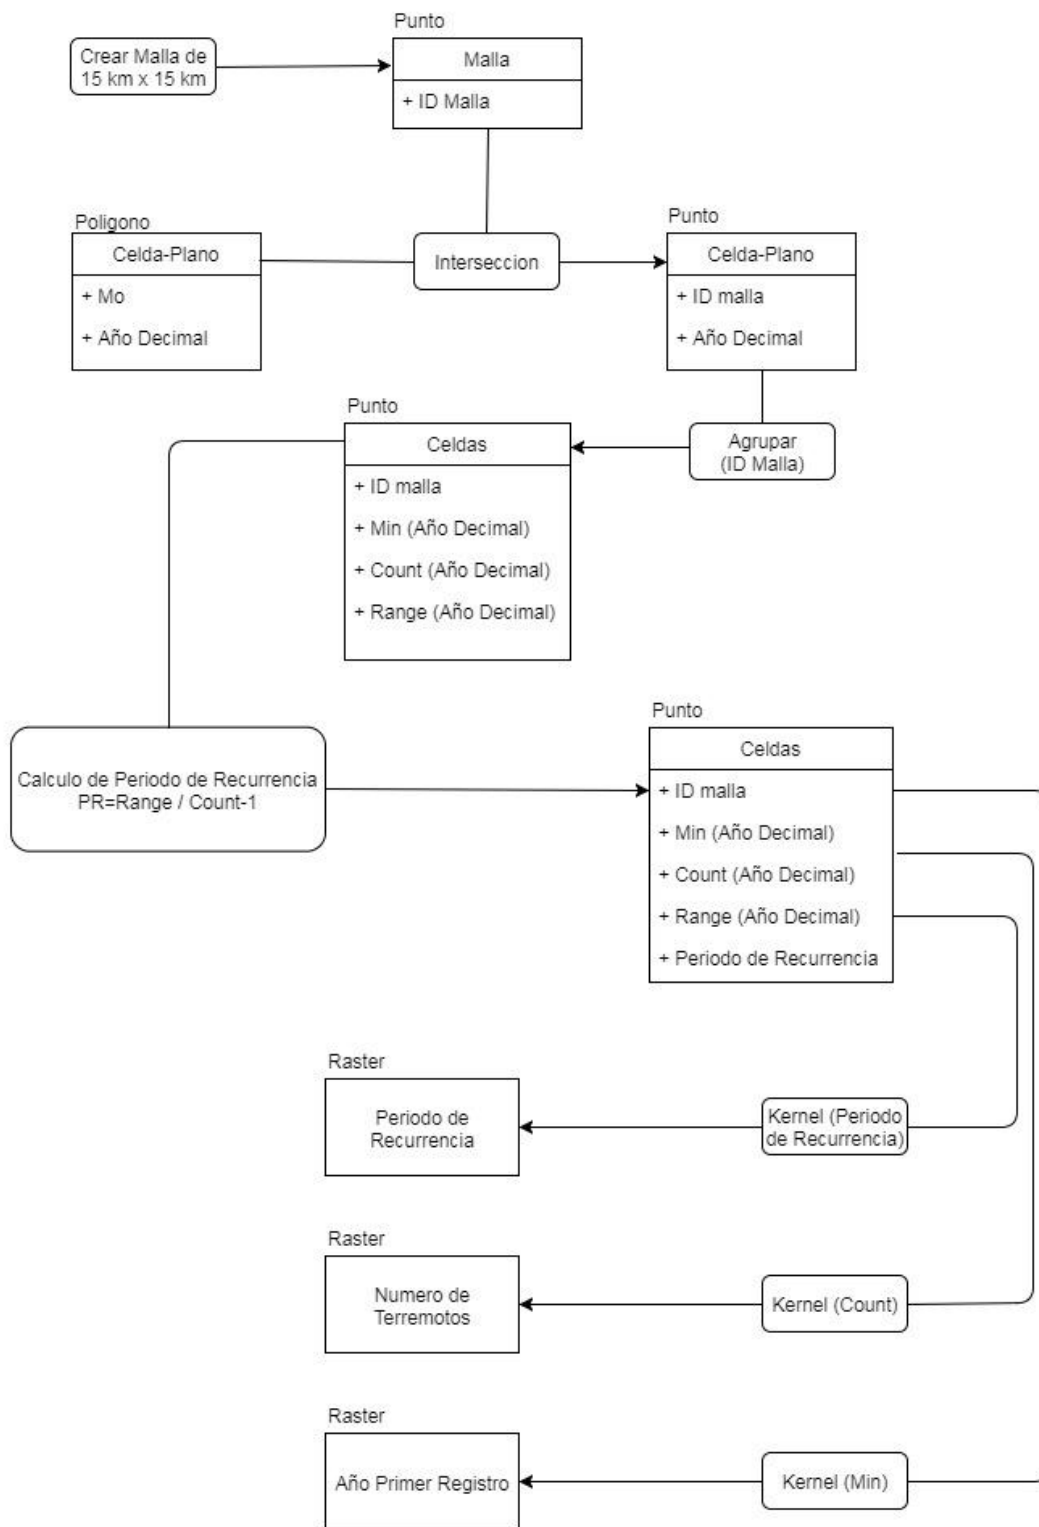 Punto
Crear Malla de
15 km x 15 km
Malla
+ ID Malla
Poligono
Celda-Plano
+ Mo
+ Año Decimal
Interseccion
Punto
Celda-Plano
+ ID malla
+ Año Decimal
Agrupar
(ID Malla)
Punto
Celdas
+ ID malla
+ Min (Año Decimal)
+ Count (Año Decimal)
+ Range (Año Decimal)
Calculo de Periodo de Recurrencia
PR=Range / Count-1
Punto
Celdas
+ ID malla
+ Min (Año Decimal)
+ Count (Año Decimal)
+ Range (Año Decimal)
+ Periodo de Recurrencia
Raster
Periodo de
Recurrencia
Kernel (Periodo
de Recurrencia)
Raster
Numero de
Terremotos
Kernel (Count)
Raster
Año Primer Registro
Kernel (Min)